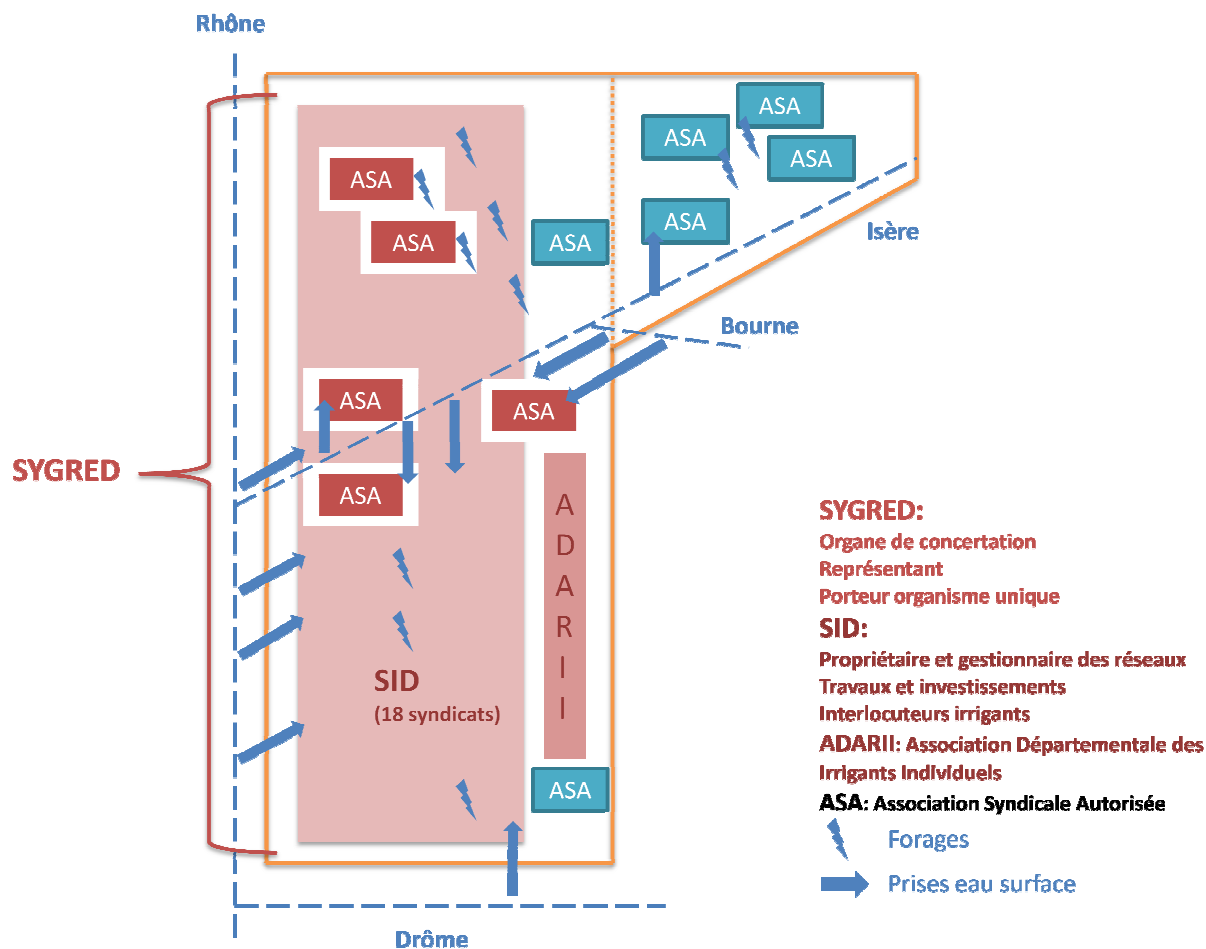 Rhône
ASA
ASA
ASA
ASA
ASA
ASA
ASA
ASA
Isère
Bourne
ASA
ASA
SYGRED
ASA
A
D
A
R
I
I
SID
(18 syndicats)
ASA
Drôme
SYGRED:
Organe de concertation
Représentant
Porteur organisme unique
SID:
Propriétaire et gestionnaire des réseaux
Travaux et investissements
Interlocuteurs irrigants
ADARII: Association Départementale des
Irrigants Individuels
ASA: Association Syndicale Autorisée
Forages
Prises eau surface